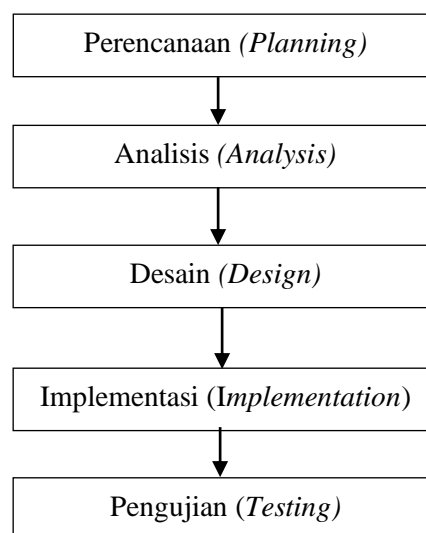 Perencanaan (Planning)
Analisis (Analysis)
Desain (Design)
Implementasi (Implementation)
Pengujian (Testing)